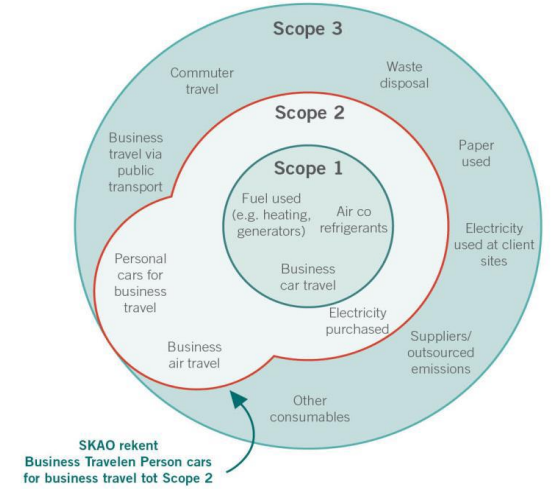 Scope 3
Commuter
travel
Waste
disposal
Scope 2
Business
travel via
public
transport
Paper
used
Scope 1
Fuel used
(e.g. heating,
generators)
Air co
refrigerants
Electricity
used at client
sites
Personal
cars for
business
travel
Business
car travel
Electricity
purchased
Business
air travel
Suppliers/
outsourced
emissions
Other
consumables
SKAO rekent
Business Travelen Person cars
for business travel tot Scope 2